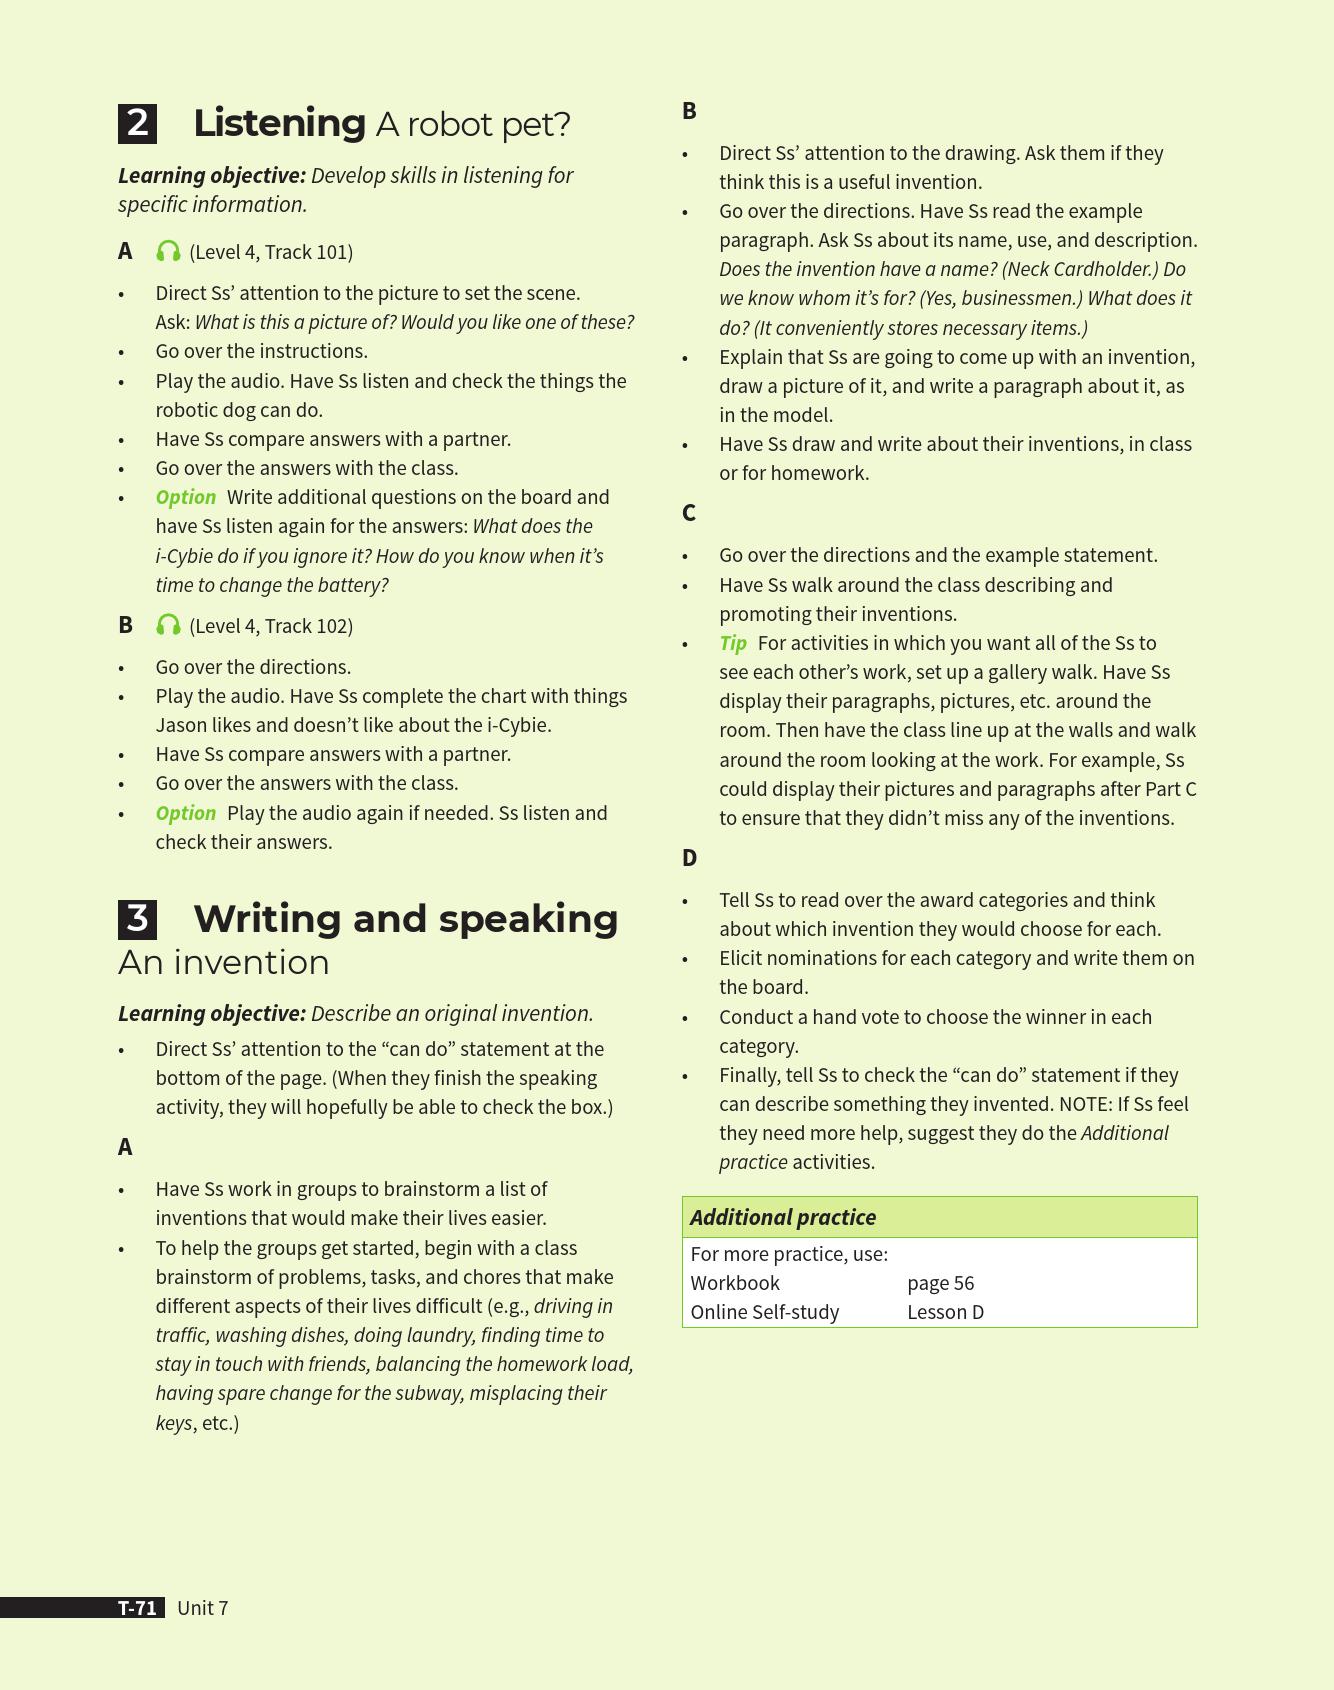 2 Listening A robot pet?
Learning objective: Develop skills in listening for
specific information.
A (Level 4, Track 101)
• Direct Ss’ attention to the picture to set the scene.
Ask: What is this a picture of? Would you like one of these?
• Go over the instructions.
• Play the audio. Have Ss listen and check the things the
robotic dog can do.
• Have Ss compare answers with a partner.
• Go over the answers with the class.
• Option Write additional questions on the board and
have Ss listen again for the answers: What does the
i-Cybie do if you ignore it? How do you know when it’s
time to change the battery?
B (Level 4, Track 102)
• Go over the directions.
• Play the audio. Have Ss complete the chart with things
Jason likes and doesn’t like about the i-Cybie.
• Have Ss compare answers with a partner.
• Go over the answers with the class.
• Option Play the audio again if needed. Ss listen and
check their answers.
3 Writing and speaking
An invention
Learning objective: Describe an original invention.
• Direct Ss’ attention to the “can do” statement at the
bottom of the page. (When they finish the speaking
activity, they will hopefully be able to check the box.)
A
• Have Ss work in groups to brainstorm a list of
inventions that would make their lives easier.
• To help the groups get started, begin with a class
brainstorm of problems, tasks, and chores that make
different aspects of their lives difficult (e.g., driving in
traffic, washing dishes, doing laundry, finding time to
stay in touch with friends, balancing the homework load,
having spare change for the subway, misplacing their
keys, etc.)
B
• Direct Ss’ attention to the drawing. Ask them if they
think this is a useful invention.
• Go over the directions. Have Ss read the example
paragraph. Ask Ss about its name, use, and description.
Does the invention have a name? (Neck Cardholder.) Do
we know whom it’s for? (Yes, businessmen.) What does it
do? (It conveniently stores necessary items.)
• Explain that Ss are going to come up with an invention,
draw a picture of it, and write a paragraph about it, as
in the model.
• Have Ss draw and write about their inventions, in class
or for homework.
C
• Go over the directions and the example statement.
• Have Ss walk around the class describing and
promoting their inventions.
• Tip For activities in which you want all of the Ss to
see each other’s work, set up a gallery walk. Have Ss
display their paragraphs, pictures, etc. around the
room. Then have the class line up at the walls and walk
around the room looking at the work. For example, Ss
could display their pictures and paragraphs after Part C
to ensure that they didn’t miss any of the inventions.
D
• Tell Ss to read over the award categories and think
about which invention they would choose for each.
• Elicit nominations for each category and write them on
the board.
• Conduct a hand vote to choose the winner in each
category.
• Finally, tell Ss to check the “can do” statement if they
can describe something they invented. NOTE: If Ss feel
they need more help, suggest they do the Additional
practice activities.
Additional practice
For more practice, use:
Workbook page 56
Online Self-study Lesson D
T-71 Unit 7